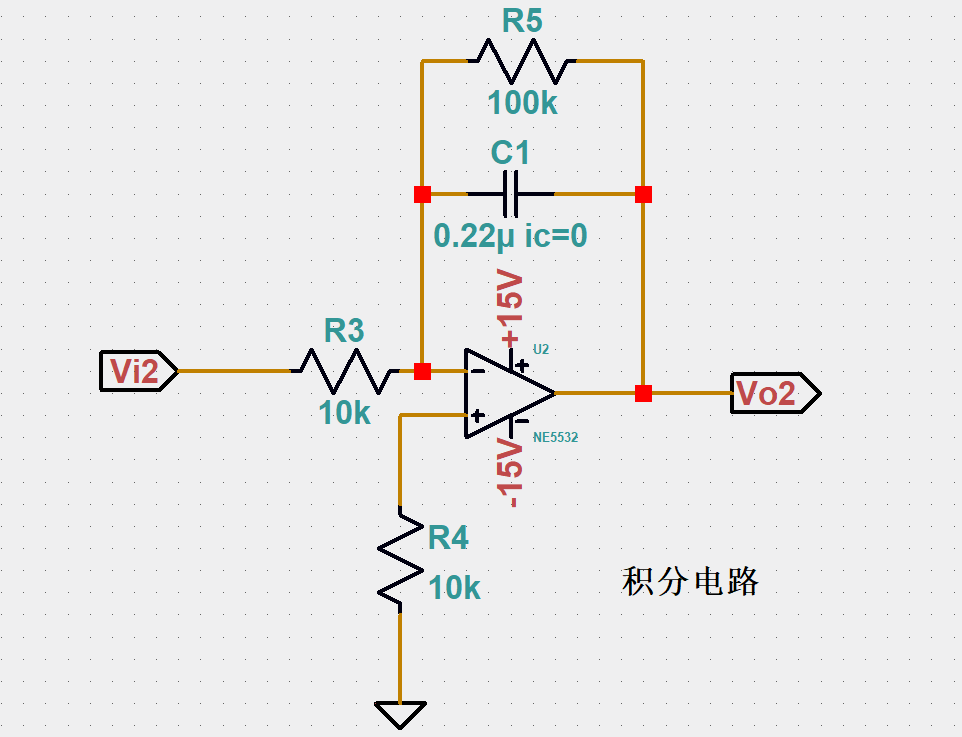 R5
100k
C1
0.22µ ic=0
+15V
R3
U2
Vi2
Vo2
10k
NE5532
-15V
R4
积分电路
10k